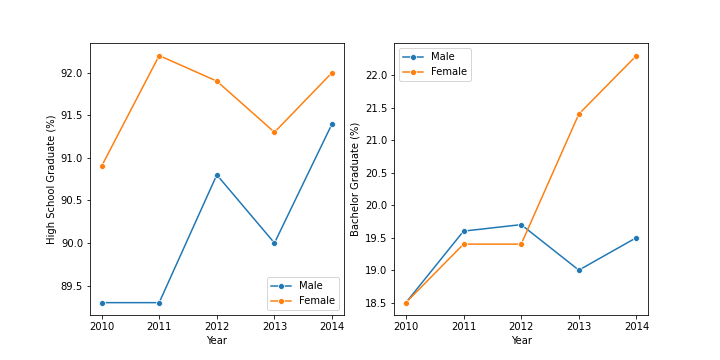 High School Graduate (%)
92.0
91.5
91.0
90.5
90.0
89.5
Male
Female
2010 2011 2012 2013 2014
Year
Bachelor Graduate (%)
22.0
21.5
21.0
20.5
20.0
19.5
19.0
18.5
Male
Female
2010 2011 2012 2013 2014
Year